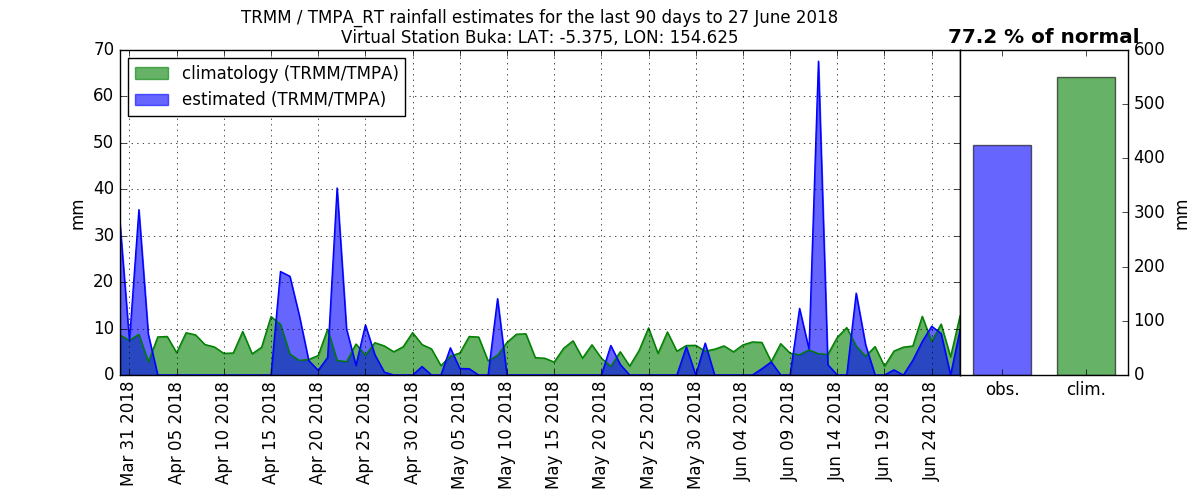 TRMM / TMPA_RT rainfall estimates for the last 90 days to 27 June 2018
Virtual Station Buka: LAT: -5.375, LON: 154.625
77.2 % of normal
climatology (TRMM/TMPA)
estimated (TRMM/TMPA)
70
60
50
40
30
20
10
0
mm
Mar 31 2018
Apr 05 2018
Apr 10 2018
Apr 15 2018
Apr 20 2018
Apr 25 2018
Apr 30 2018
May 05 2018
May 10 2018
May 15 2018
May 20 2018
May 25 2018
May 30 2018
Jun 04 2018
Jun 09 2018
Jun 14 2018
Jun 19 2018
Jun 24 2018
600
500
400
300
200
100
0
mm
obs.
clim.